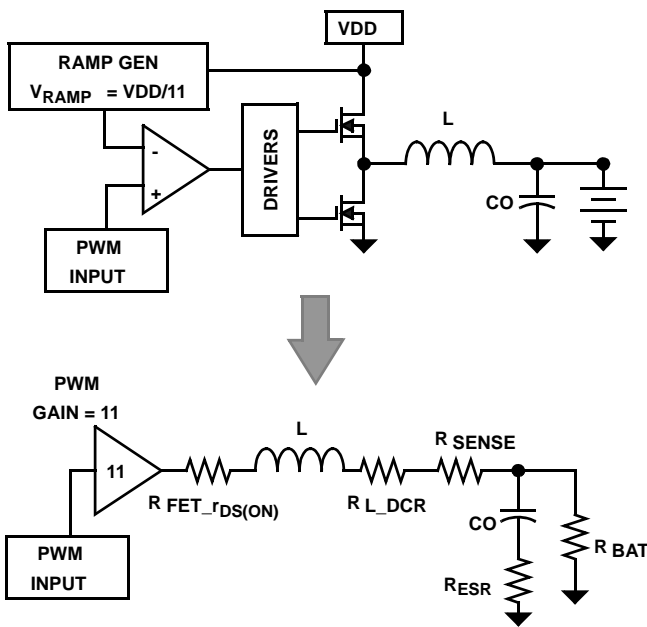 VDD
RAMP GEN
VRAMP = VDD/11
-
+
DRIVERS
L
CO
PWM
INPUT
PWM
GAIN = 11
11
L
R SENSE
R FET_rDS(ON)
R L_DCR
CO
R BAT
RESR
PWM
INPUT